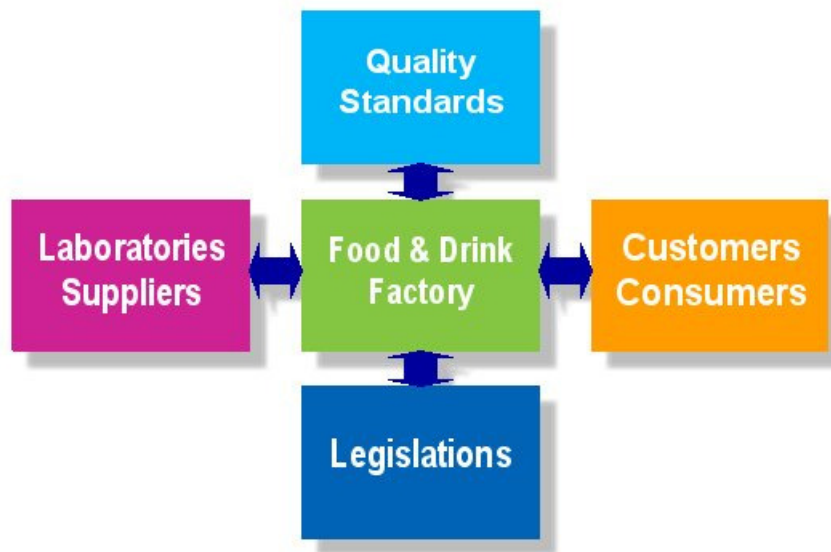 Quality
Standards
Laboratories
Suppliers
Food & Drink
Factory
Customers
Consumers
Legislations